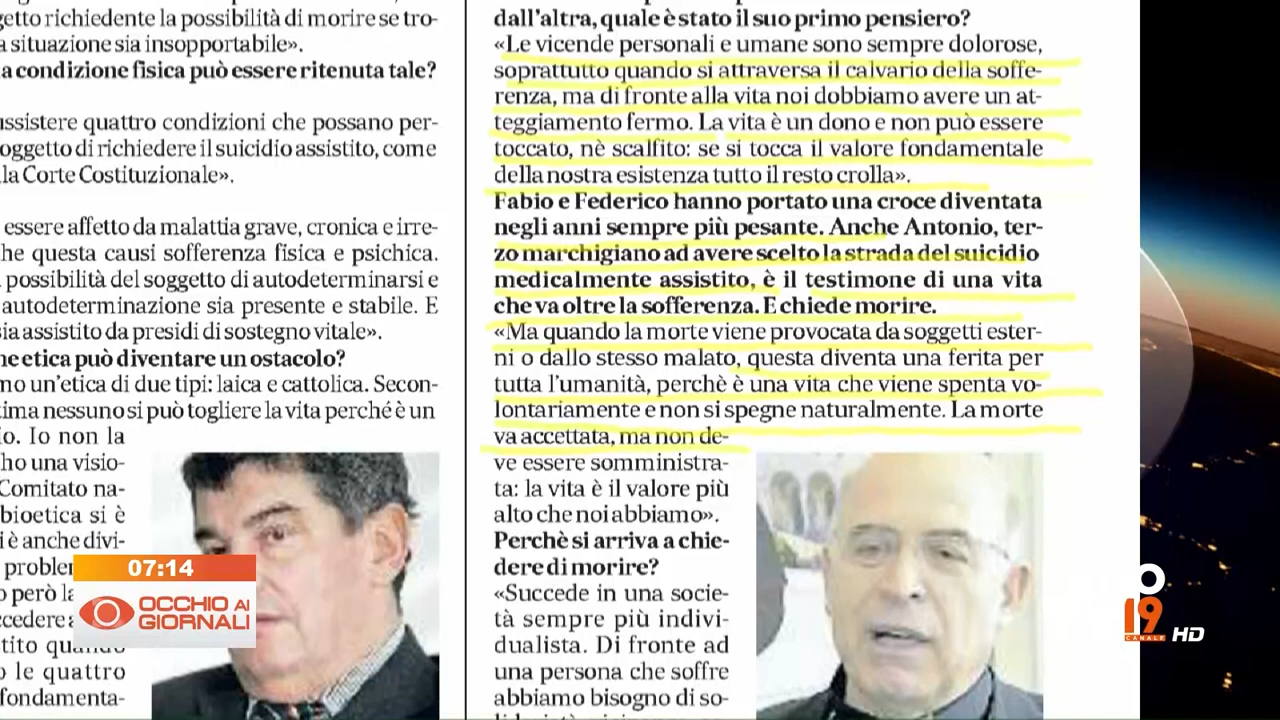 getto richiedente la possibilità di morire se tro-
a situazione sia insopportabile».
a condizione fisica può essere ritenuta tale?
ussistere quattro condizioni che possano per-
oggetto di richiedere il suicidio assistito, come
la Corte Costituzionale».
essere affetto da malattia grave, cronica e irre-
he questa causi sofferenza fisica e psichica.
possibilità del soggetto di autodeterminarsi e
autodeterminazione sia presente e stabile. E
sia assistito da presidi di sostegno vitale».
ne etica può diventare un ostacolo?
mo un'etica di due tipi: laica e cattolica. Secon-
tima nessuno si può togliere la vita perché è un
io. Io non la
ho una visio-
Comitato na-
bioetica si è
i è anche divi-
problem
o però la
ccedere a
stito quando
o le quattro
fondamenta-
dall'altra, quale è stato il suo primo pensiero?
«Le vicende personali e umane sono sempre dolorose,
soprattutto quando si attraversa il calvario della soffe-
renza, ma di fronte alla vita noi dobbiamo avere un at-
teggiamento fermo. La vita è un dono e non può essere
toccato, nè scalfito: se si tocca il valore fondamentale
della nostra esistenza tutto il resto crolla».
Fabio e Federico hanno portato una croce diventata
negli anni sempre più pesante. Anche Antonio, ter-
zo marchigiano ad avere scelto la strada del suicidio
medicalmente assistito, è il testimone di una vita
che va oltre la sofferenza. E chiede morire.
«Ma quando la morte viene provocata da soggetti ester-
ni o dallo stesso malato, questa diventa una ferita per
tutta l'umanità, perchè è una vita che viene spenta vo-
lontariamente e non si spegne naturalmente. La morte
va accettata, ma non de-
ve essere somministra-
ta: la vita è il valore più
alto che noi abbiamo».
Perchè si arriva a chie-
dere di morire?
«Succede in una socie-
tà sempre più indivi-
dualista. Di fronte ad
una persona che soffre
abbiamo bisogno di so-
07:14
OCCHIO AI
GIORNALI
19
CANALE
HD